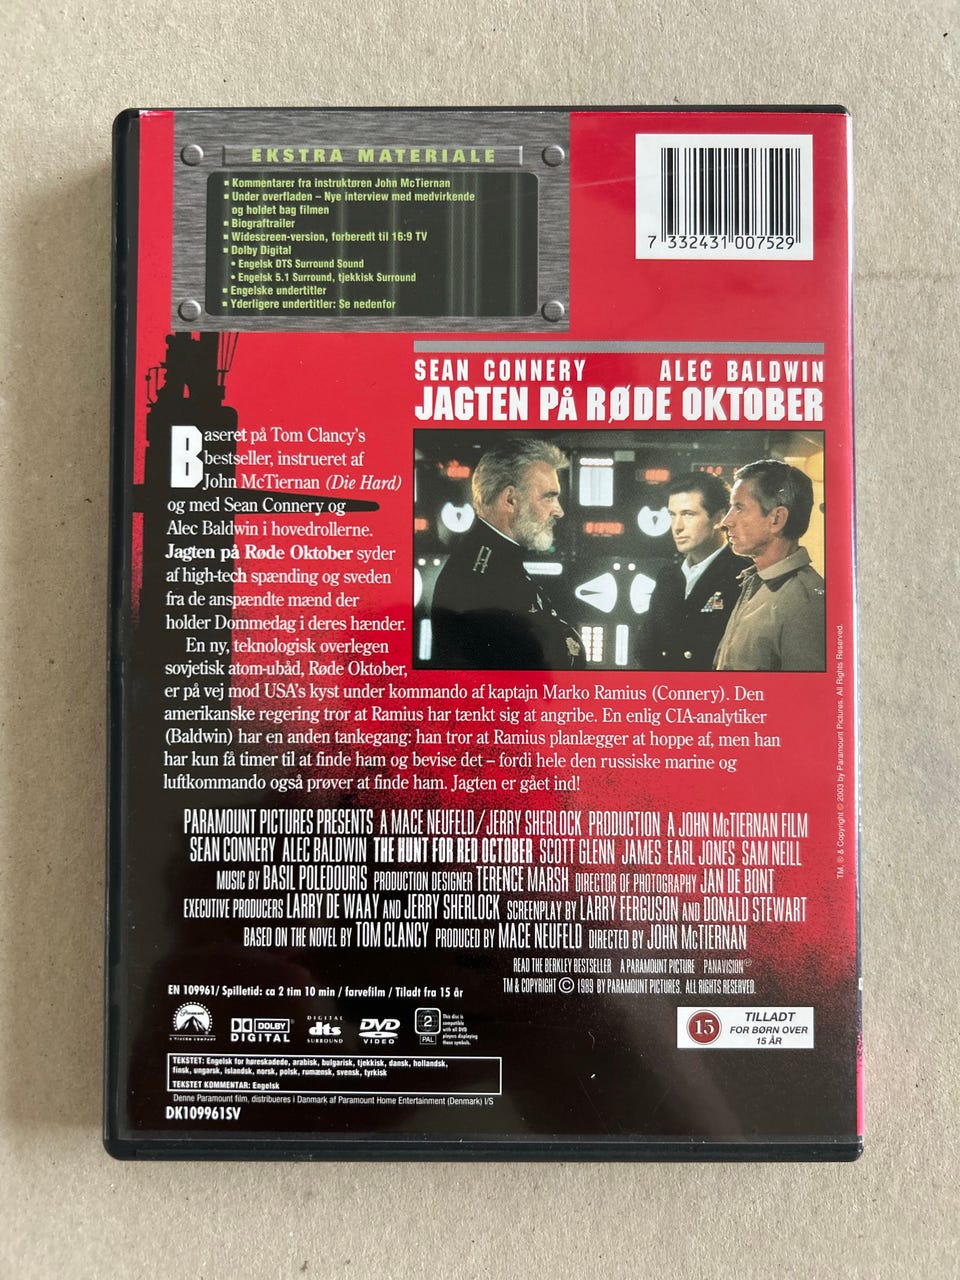 EKSTRA MATERIALE
▪ Kommentarer fra instruktøren John McTiernan
▪ Under overfladen – Nye interview med medvirkende
og holdet bag filmen
▪ Biograftrailer
▪ Widescreen-version, forberedt til 16:9 TV
▪ Dolby Digital
• Engelsk DTS Surround Sound
• Engelsk 5.1 Surround, tjekkisk Surround
▪ Engelske undertitler
▪ Yderligere undertitler: Se nedenfor
7 332431 007529
SEAN CONNERY ALEC BALDWIN
JAGTEN PÅ RØDE OKTOBER
Baseret på Tom Clancy's
bestseller, instrueret af
John McTiernan (Die Hard)
og med Sean Connery og
Alec Baldwin i hovedrollerne.
Jagten på Røde Oktober syder
af high-tech spænding og sveden
fra de anspændte mænd der
holder Dommedag i deres hænder.
En ny, teknologisk overlegen
sovjetisk atom-ubåd, Røde Oktober,
er på vej mod USA's kyst under kommando af kaptajn Marko Ramius (Connery). Den
amerikanske regering tror at Ramius har tænkt sig at angribe. En enlig CIA-analytiker
(Baldwin) har en anden tankegang: han tror at Ramius planlægger at hoppe af, men han
har kun få timer til at finde ham og bevise det – fordi hele den russiske marine og
luftkommando også prøver at finde ham. Jagten er gået ind!
PARAMOUNT PICTURES PRESENTS A MACE NEUFELD/JERRY SHERLOCK PRODUCTION A JOHN McTIERNAN FILM
SEAN CONNERY ALEC BALDWIN THE HUNT FOR RED OCTOBER SCOTT GLENN JAMES EARL JONES SAM NEILL
MUSIC BY BASIL POLEDOURIS PRODUCTION DESIGNER TERENCE MARSH DIRECTOR OF PHOTOGRAPHY JAN DE BONT
EXECUTIVE PRODUCERS LARRY DE WAAY AND JERRY SHERLOCK SCREENPLAY BY LARRY FERGUSON AND DONALD STEWART
BASED ON THE NOVEL BY TOM CLANCY PRODUCED BY MACE NEUFELD DIRECTED BY JOHN McTIERNAN
READ THE BERKLEY BESTSELLER A PARAMOUNT PICTURE PANAVISION®
TM & COPYRIGHT © 1989 BY PARAMOUNT PICTURES. ALL RIGHTS RESERVED.
TM, ® & Copyright © 2003 by Paramount Pictures. All Rights Reserved.
EN 109961/ Spilletid: ca 2 tim 10 min / farvefilm / Tilladt fra 15 år
Paramount
DOLBY
DIGITAL
DIGITAL
dts
SURROUND
DVD
VIDEO
2
PAL
This disc is
compatible
with all DVD
players displaying
these symbols.
15
TILLADT
FOR BØRN OVER
15 ÅR
TEKSTET: Engelsk for høreskadede, arabisk, bulgarisk, tjekkisk, dansk, hollandsk,
finsk, ungarsk, islandsk, norsk, polsk, rumænsk, svensk, tyrkisk
TEKSTET KOMMENTAR: Engelsk
Denne Paramount film, distribueres i Danmark af Paramount Home Entertainment (Denmark) I/S
DK109961SV